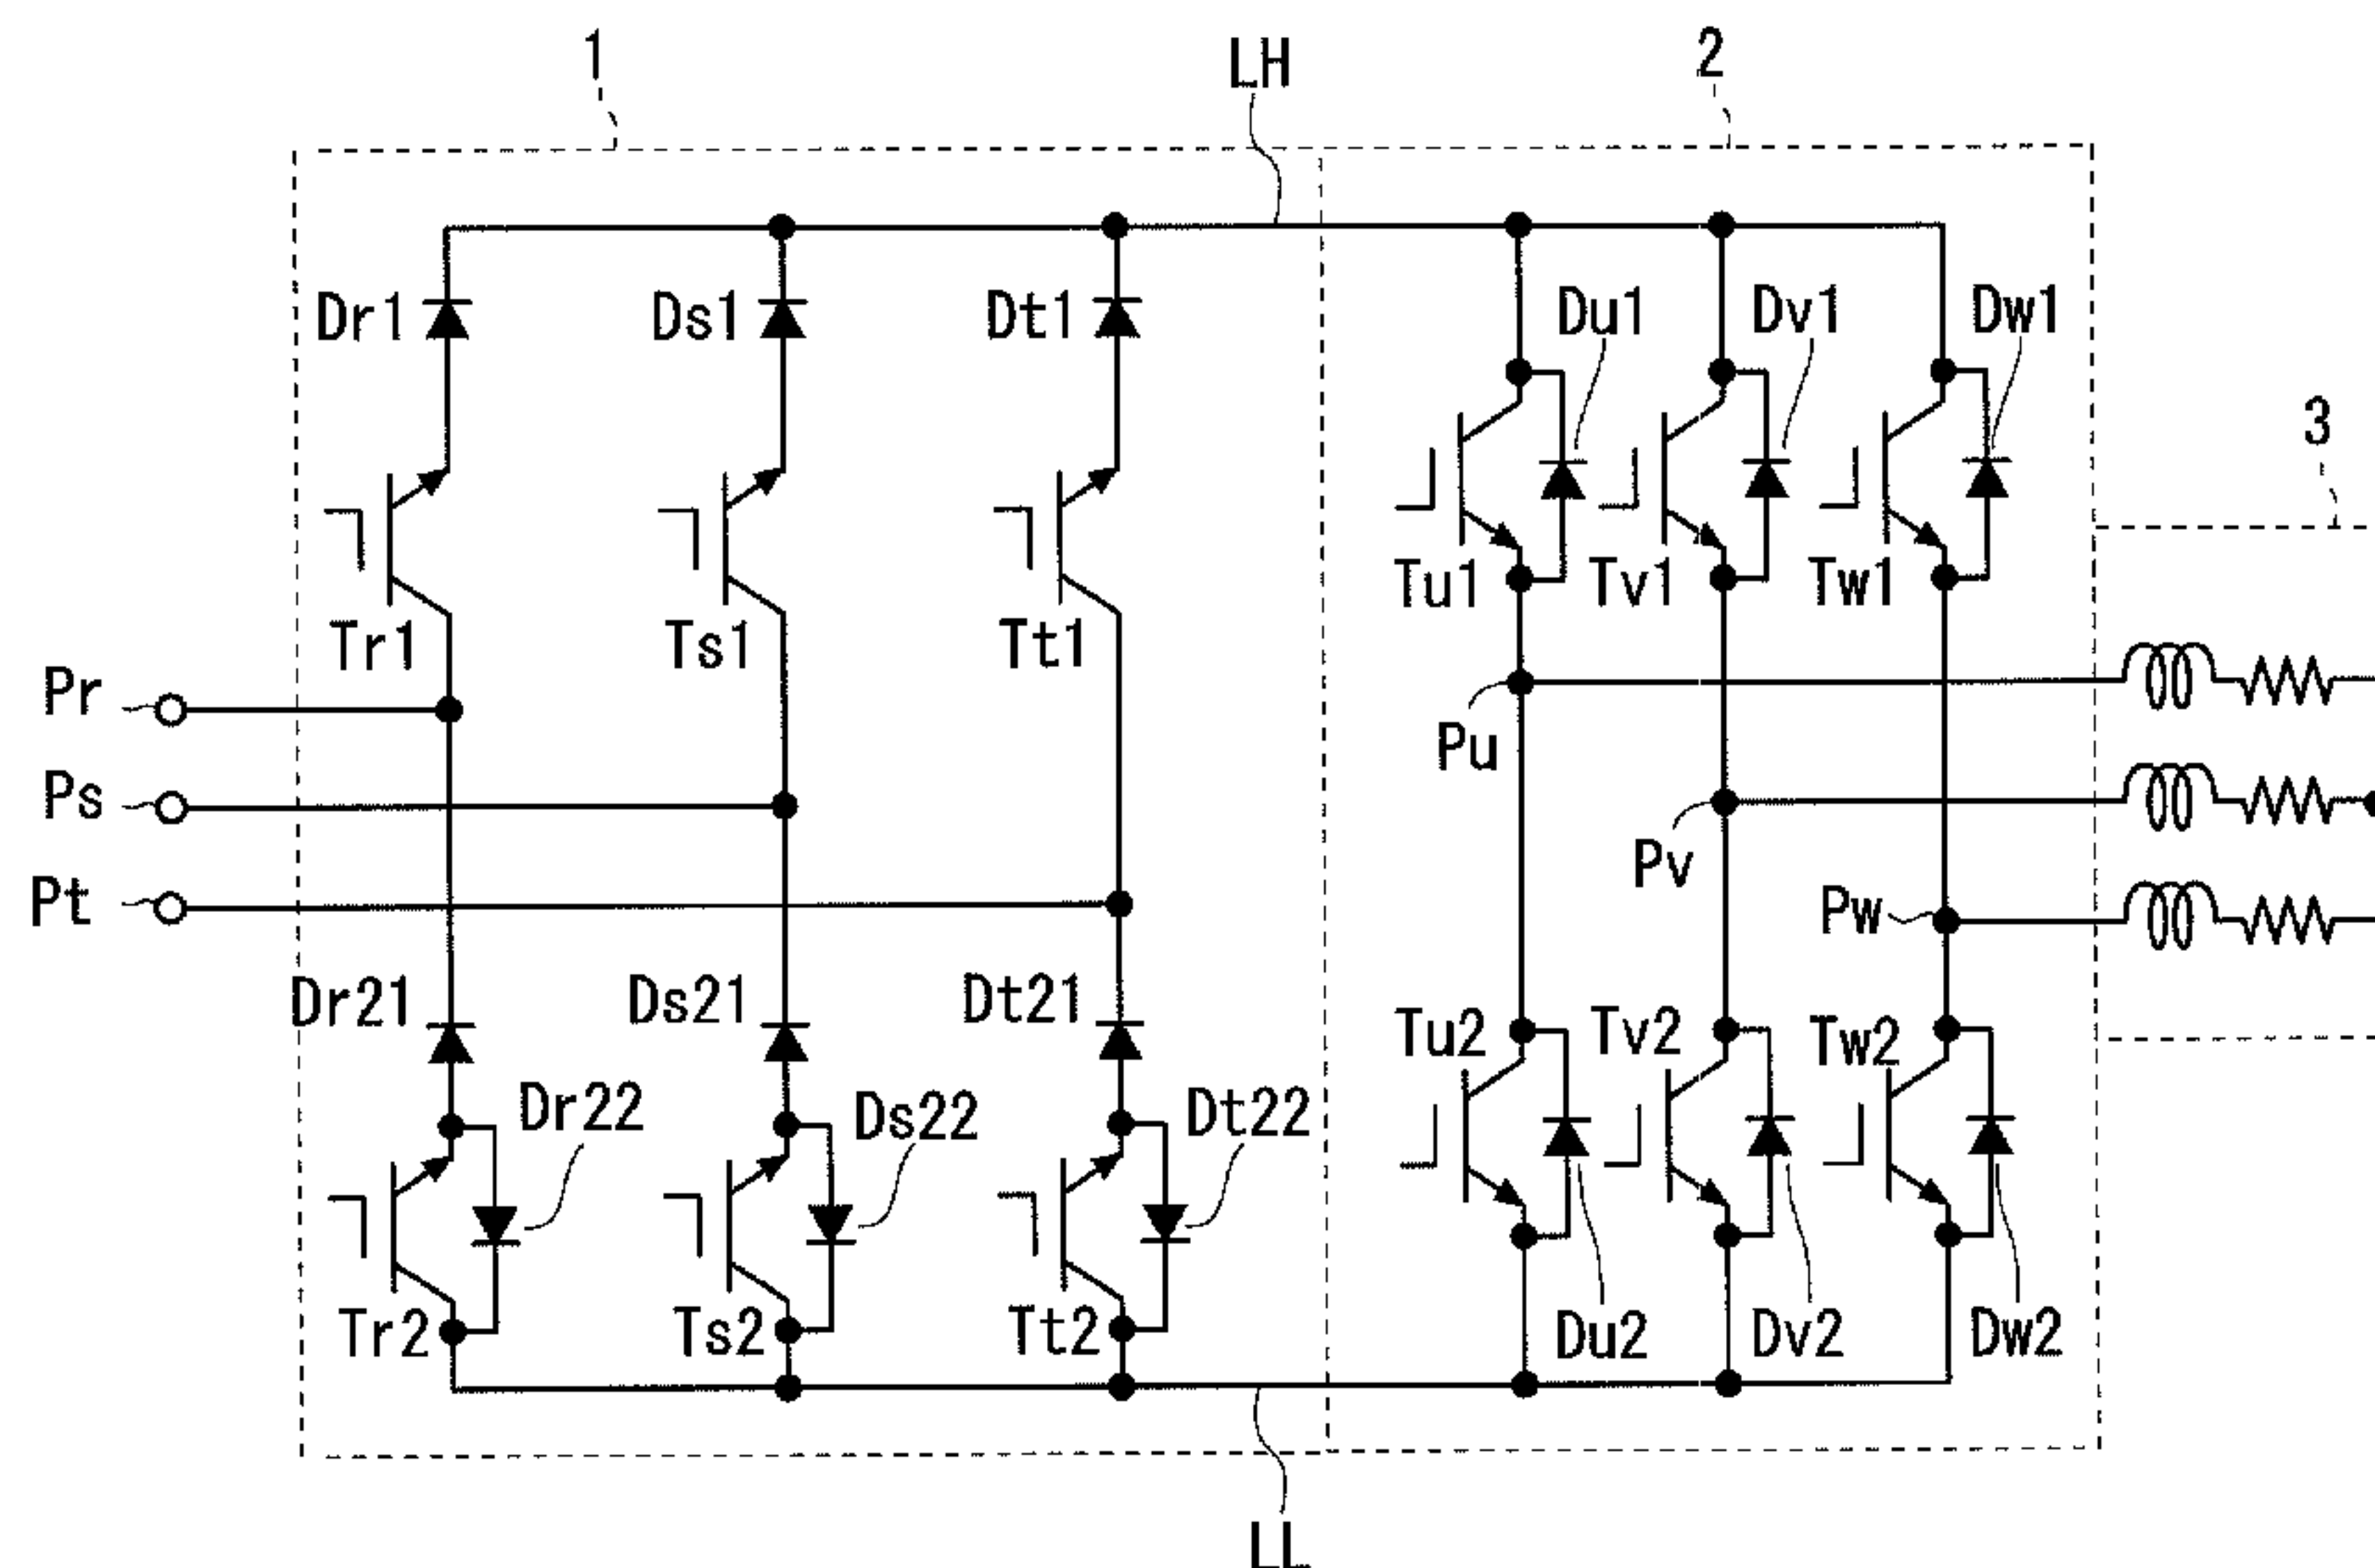 1
LH
2
Dr1
Ds1
Dt1
Du1
Dv1
Dw1
3
Tr1
Ts1
Tt1
Tu1
Tv1
Tw1
Pr
Ps
Pt
Pu
Pv
Pw
Dr21
Ds21
Dt21
Tu2
Tv2
Tw2
Dr22
Ds22
Dt22
Tr2
Ts2
Tt2
Du2
Dv2
Dw2
LL